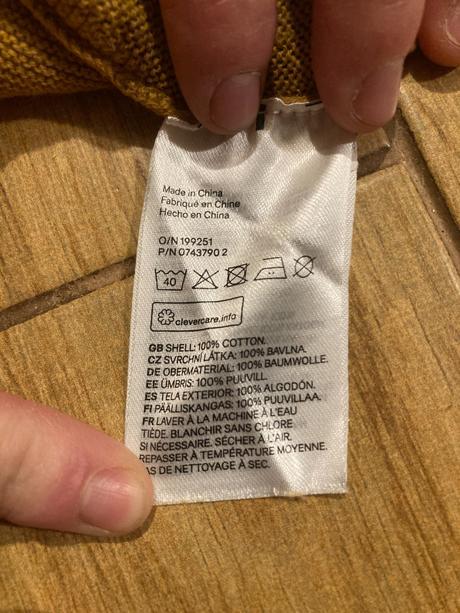 Made in China
Fabriqué en Chine
Hecho en China
O/N 199251
P/N 0743790 2
40
clevercare.info
GB SHELL: 100% COTTON.
CZ SVRCHNÍ LÁTKA: 100% BAVLNA.
DE OBERMATERIAL: 100% BAUMWOLLE.
EE ÜMBRIS: 100% PUUVILL.
ES TELA EXTERIOR: 100% ALGODÓN.
FI PÄÄLLISKANGAS: 100% PUUVILLAA.
FR LAVER À LA MACHINE À L'EAU
TIÈDE. BLANCHIR SANS CHLORE
SI NÉCESSAIRE. SÉCHER À L'AIR.
REPASSER À TEMPÉRATURE MOYENNE.
AS DE NETTOYAGE À SEC.